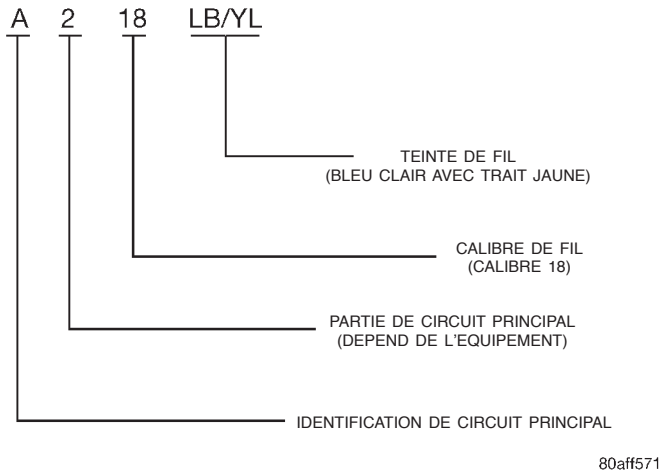 A 2 18 LB/YL
TEINTE DE FIL
(BLEU CLAIR AVEC TRAIT JAUNE)
CALIBRE DE FIL
(CALIBRE 18)
PARTIE DE CIRCUIT PRINCIPAL
(DEPEND DE L'EQUIPEMENT)
IDENTIFICATION DE CIRCUIT PRINCIPAL
80aff571